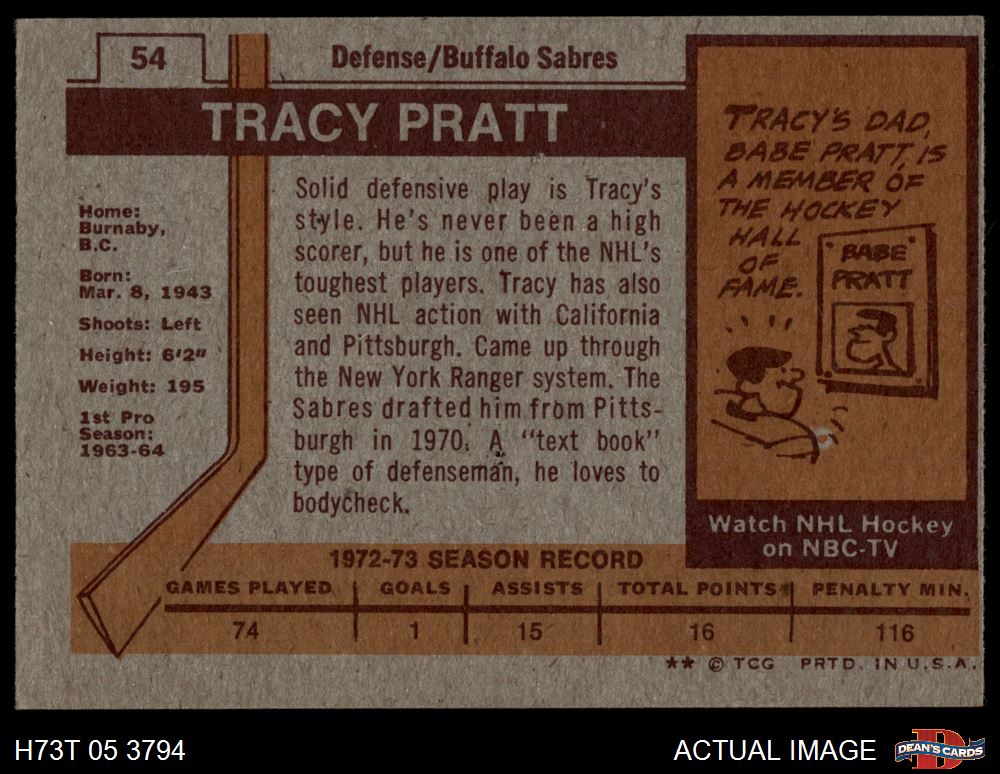 54
Defense/Buffalo Sabres
TRACY PRATT
Home:
Burnaby,
B.C.
Born:
Mar. 8, 1943
Shoots: Left
Height: 6'2"
Weight: 195
1st Pro
Season:
1963-64
Solid defensive play is Tracy's
style. He's never been a high
scorer, but he is one of the NHL's
toughest players. Tracy has also
seen NHL action with California
and Pittsburgh. Came up through
the New York Ranger system. The
Sabres drafted him from Pitts-
burgh in 1970. A "text book"
type of defenseman, he loves to
bodycheck.
TRACY'S DAD,
BABE PRATT, IS
A MEMBER OF
THE HOCKEY
HALL
OF
FAME.
BABE
PRATT
Watch NHL Hockey
on NBC-TV
1972-73 SEASON RECORD
GAMES PLAYED GOALS ASSISTS TOTAL POINTS PENALTY MIN.
74 1 15 16 116
** © TCG PRTD. IN U.S.A.
H73T 05 3794
ACTUAL IMAGE
D
DEAN'S CARDS